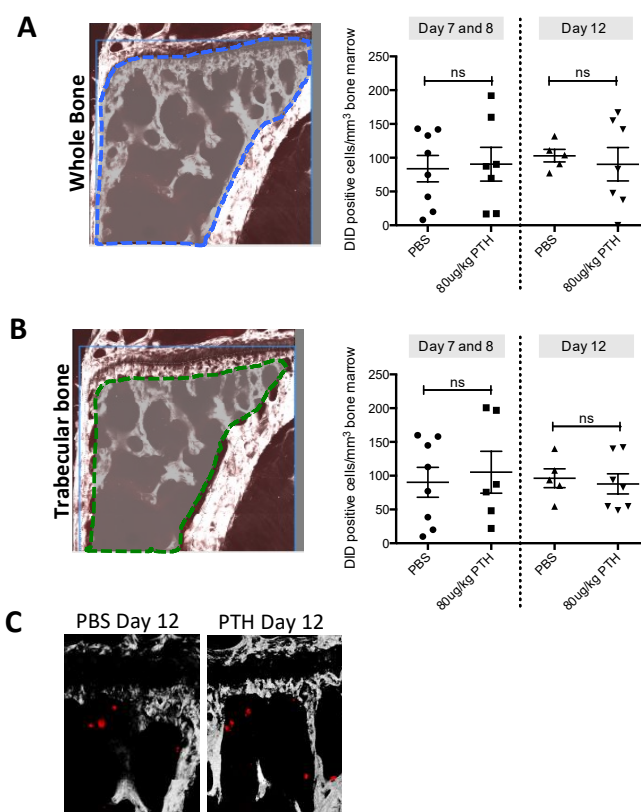 A
Whole Bone
Day 7 and 8
Day 12
ns
ns
DID positive cells/mm³ bone marrow
250
200
150
100
50
0
PBS
80ug/kg PTH
PBS
80ug/kg PTH
B
Trabecular bone
Day 7 and 8
Day 12
ns
ns
DID positive cells/mm³ bone marrow
250
200
150
100
50
0
PBS
80ug/kg PTH
PBS
80ug/kg PTH
C
PBS Day 12
PTH Day 12